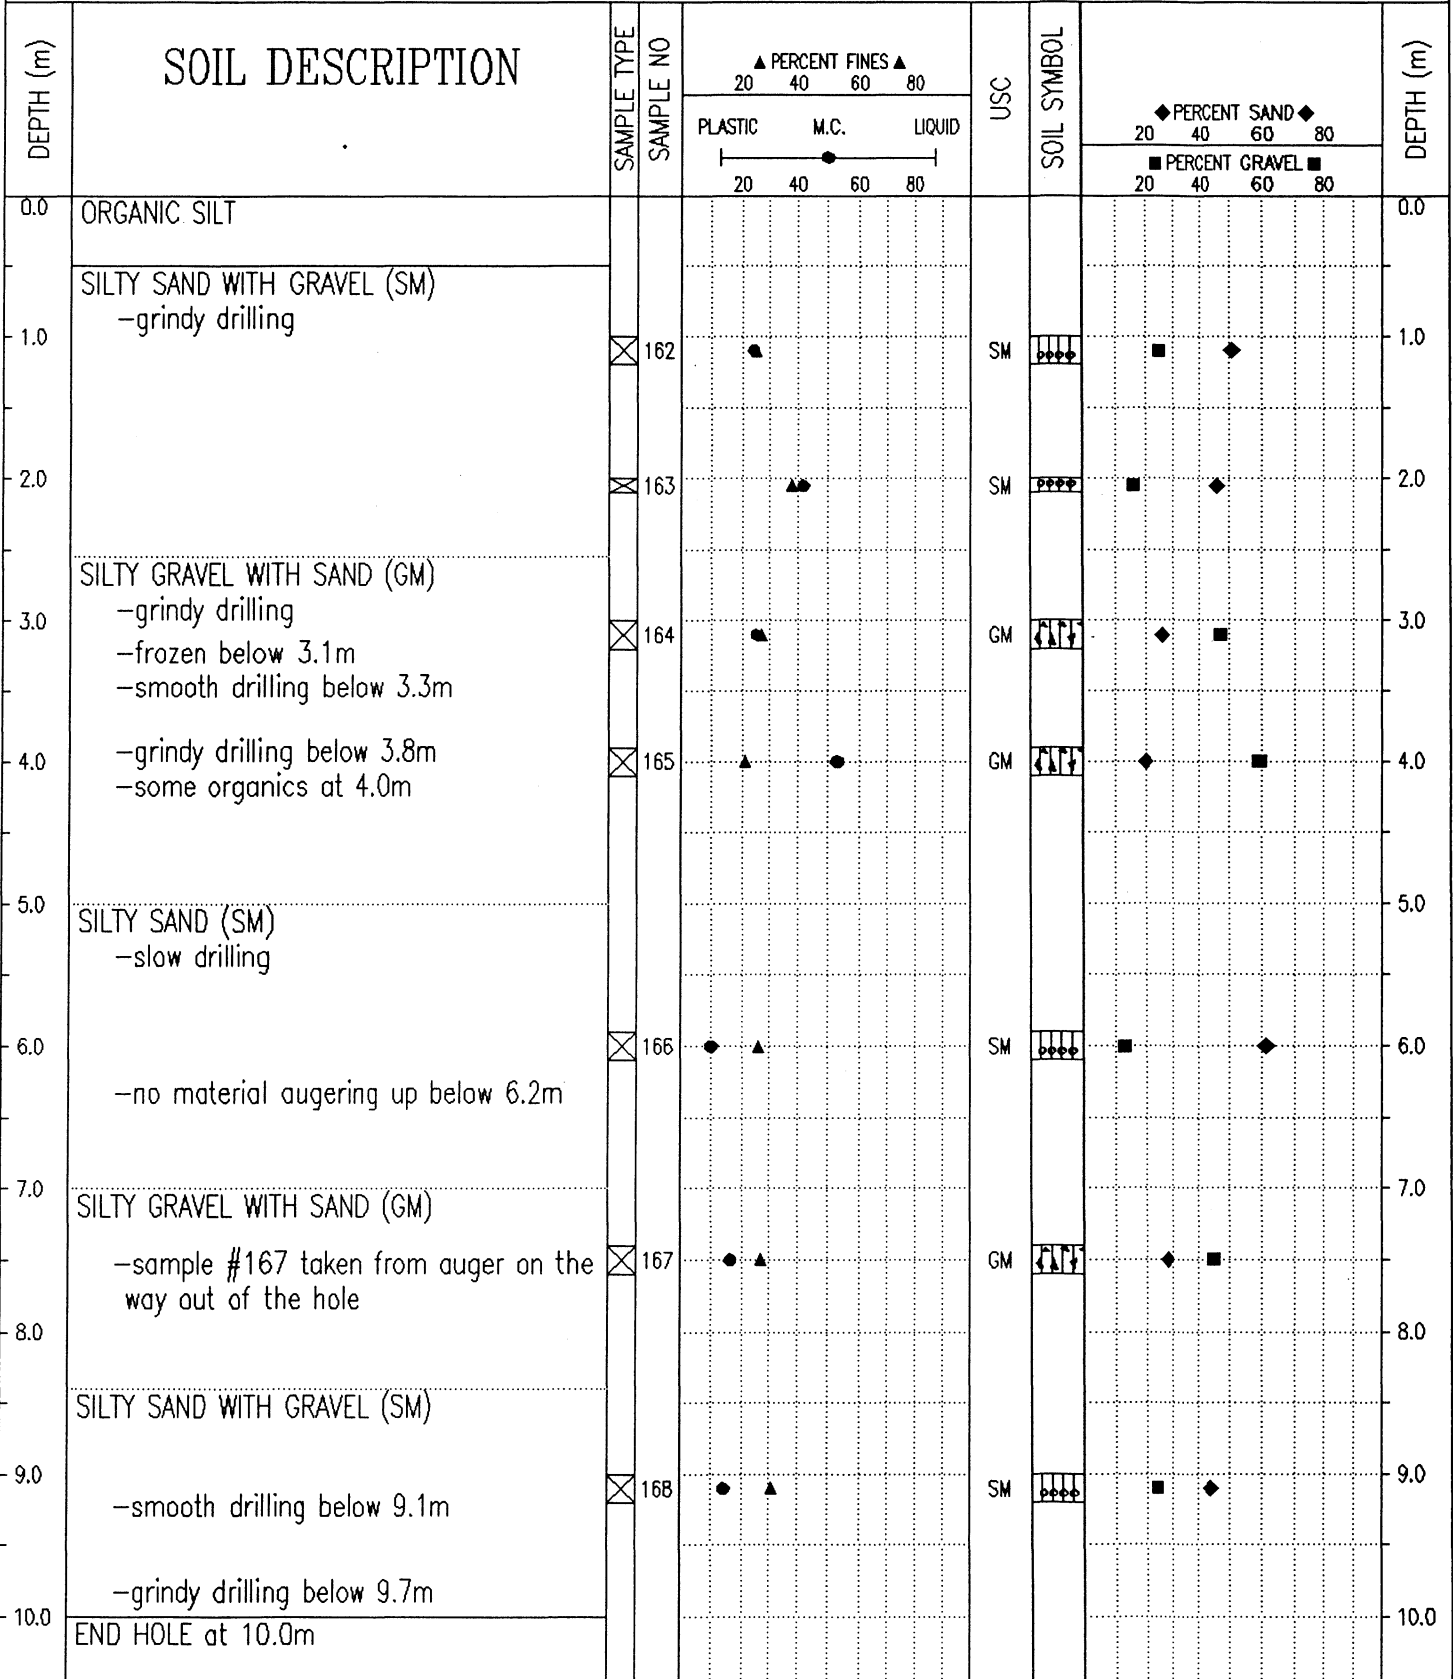 DEPTH (m)
SOIL DESCRIPTION
SAMPLE TYPE
SAMPLE NO
▲ PERCENT FINES ▲
20 40 60 80
PLASTIC M.C. LIQUID
20 40 60 80
USC
SOIL SYMBOL
◆ PERCENT SAND ◆
20 40 60 80
■ PERCENT GRAVEL ■
20 40 60 80
DEPTH (m)
0.0 ORGANIC SILT 0.0
SILTY SAND WITH GRAVEL (SM)
-grindy drilling
1.0 162 SM 1.0
2.0 163 SM 2.0
SILTY GRAVEL WITH SAND (GM)
-grindy drilling
3.0 164 GM 3.0
-frozen below 3.1m
-smooth drilling below 3.3m
-grindy drilling below 3.8m
4.0 165 GM 4.0
-some organics at 4.0m
5.0 5.0
SILTY SAND (SM)
-slow drilling
6.0 166 SM 6.0
-no material augering up below 6.2m
7.0 7.0
SILTY GRAVEL WITH SAND (GM)
-sample #167 taken from auger on the 167 GM
way out of the hole
8.0 8.0
SILTY SAND WITH GRAVEL (SM)
9.0 168 SM 9.0
-smooth drilling below 9.1m
-grindy drilling below 9.7m
10.0 10.0
END HOLE at 10.0m